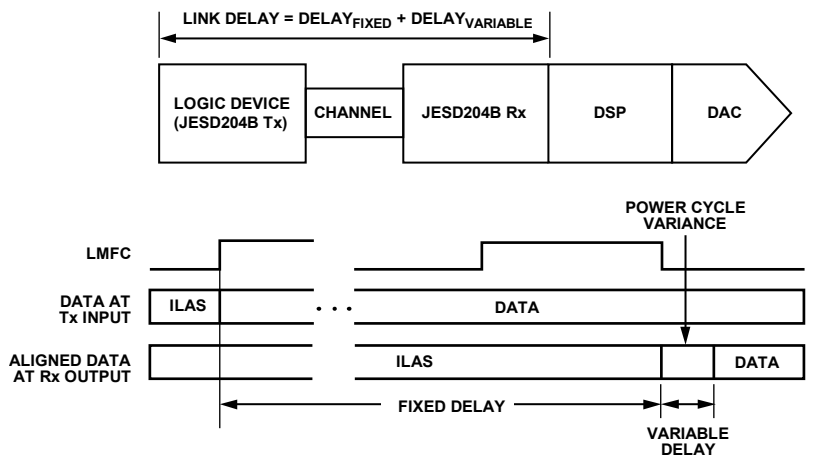 LINK DELAY = DELAYFIXED + DELAYVARIABLE
LOGIC DEVICE
(JESD204B Tx)
CHANNEL
JESD204B Rx
DSP
DAC
POWER CYCLE
VARIANCE
LMFC
DATA AT
Tx INPUT
ILAS
. . .
DATA
ALIGNED DATA
AT Rx OUTPUT
ILAS
DATA
FIXED DELAY
VARIABLE
DELAY